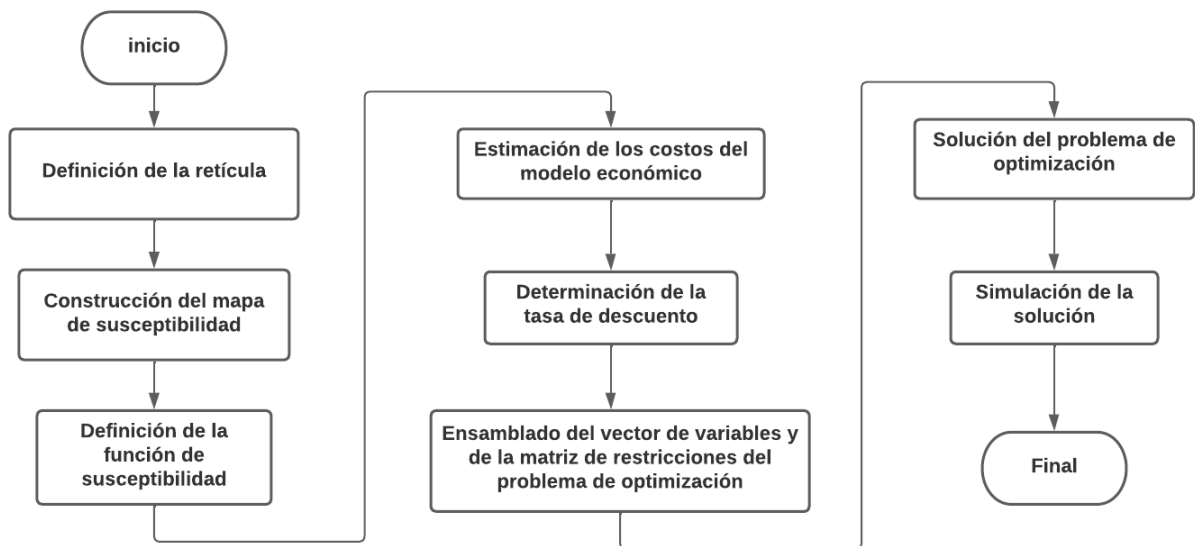 inicio
Definición de la retícula
Construcción del mapa
de susceptibilidad
Definición de la
función de
susceptibilidad
Estimación de los costos del
modelo económico
Determinación de la
tasa de descuento
Ensamblado del vector de variables y
de la matriz de restricciones del
problema de optimización
Solución del problema de
optimización
Simulación de la
solución
Final